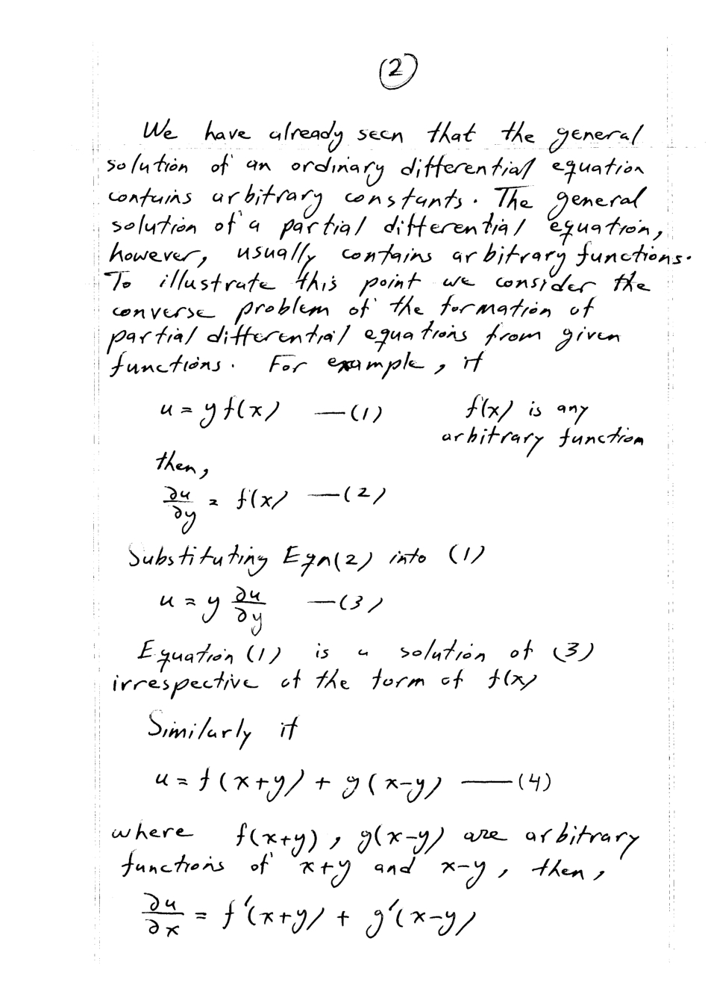 (2)
We have already seen that the general
solution of an ordinary differential equation
contains arbitrary constants. The general
solution of a partial differential equation,
however, usually contains arbitrary functions.
To illustrate this point we consider the
converse problem of the formation of
partial differential equations from given
functions. For example, if
u = y f(x) —(1) f(x) is any
arbitrary function
then,
∂u/∂y = f(x) —(2)
Substituting Eqn(2) into (1)
u = y ∂u/∂y —(3)
Equation (1) is a solution of (3)
irrespective of the form of f(x)
Similarly if
u = f(x+y) + g(x-y) —(4)
where f(x+y), g(x-y) are arbitrary
functions of x+y and x-y, then,
∂u/∂x = f'(x+y) + g'(x-y)